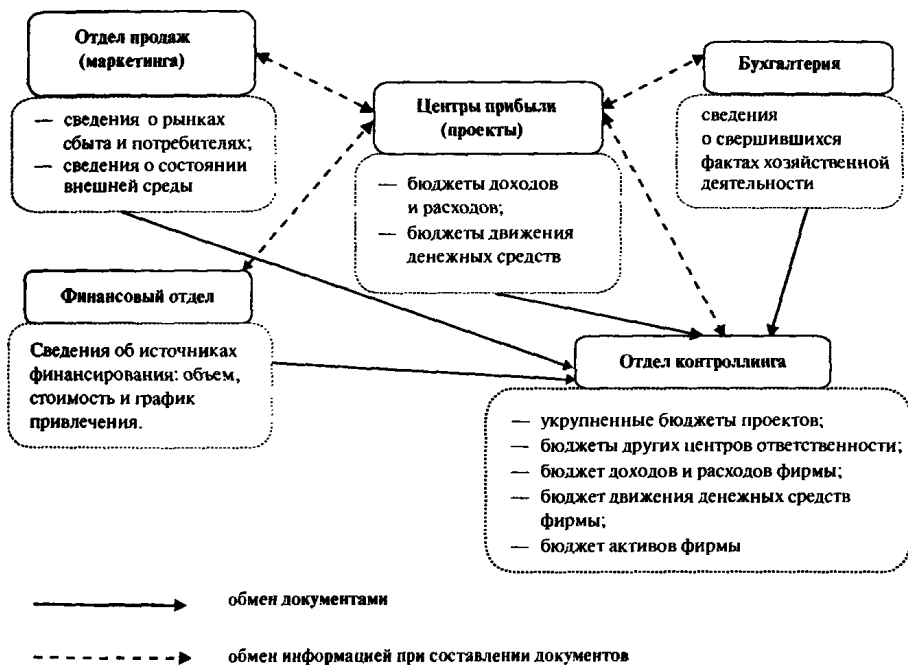 Отдел продаж
(маркетинга)
— сведения о рынках
сбыта и потребителях;
— сведения о состоянии
внешней среды
Центры прибыли
(проекты)
— бюджеты доходов
и расходов;
— бюджеты движения
денежных средств
Бухгалтерия
сведения
о свершившихся
фактах хозяйственной
деятельности
Финансовый отдел
Сведения об источниках
финансирования: объем,
стоимость и график
привлечения.
Отдел контроллинга
— укрупненные бюджеты проектов;
— бюджеты других центров ответственности;
— бюджет доходов и расходов фирмы;
— бюджет движения денежных средств
фирмы;
— бюджет активов фирмы
обмен документами
обмен информацией при составлении документов